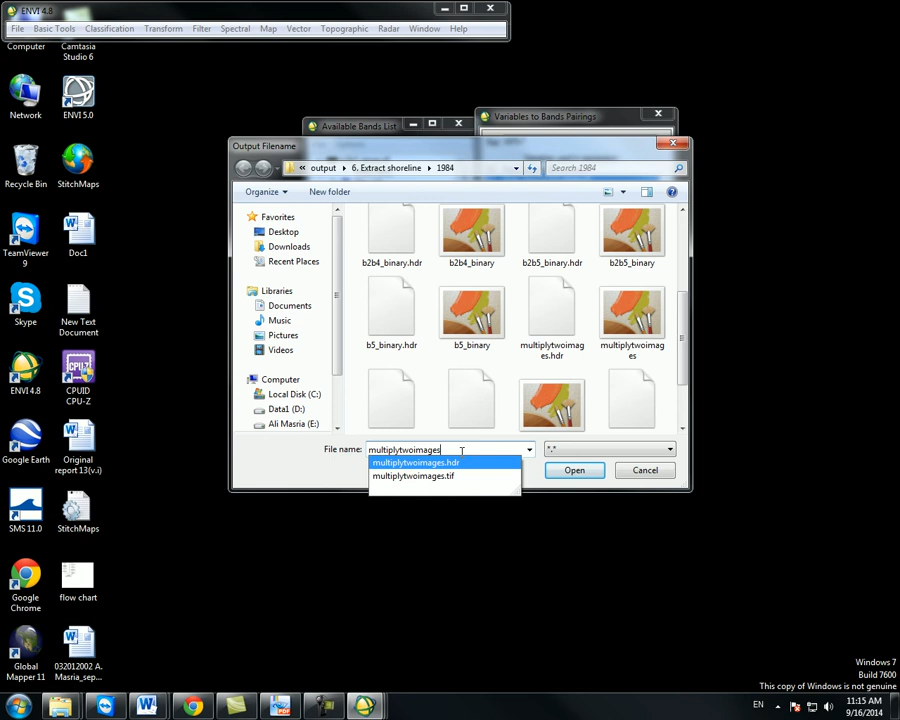 ENVI 4.8
File Basic Tools Classification Transform Filter Spectral Map Vector Topographic Radar Window Help
Computer
Camtasia
Studio 6
Network
ENVI 5.0
Recycle Bin
StitchMaps
TeamViewer
9
Doc1
Skype
New Text
Document
ENVI 4.8
CPUID
CPU-Z
Google Earth
Original
report 13(v.i)
SMS 11.0
StitchMaps
Google
Chrome
flow chart
Global
Mapper 11
032012002 A.
Masria_sep...
Available Bands List
Variables to Bands Pairings
Output Filename
« output 6. Extract shoreline 1984
Search 1984
Organize New folder
Favorites
Desktop
Downloads
Recent Places
Libraries
Documents
Music
Pictures
Videos
Computer
Local Disk (C:)
Data1 (D:)
Ali Masria (E:)
b2b4_binary.hdr b2b4_binary b2b5_binary.hdr b2b5_binary
b5_binary.hdr b5_binary multiplytwoimages.hdr multiplytwoimages
File name: multiplytwoimages
*.*
multiplytwoimages.hdr
multiplytwoimages.tif
Open Cancel
Windows 7
Build 7600
This copy of Windows is not genuine
EN
11:15 AM
9/16/2014